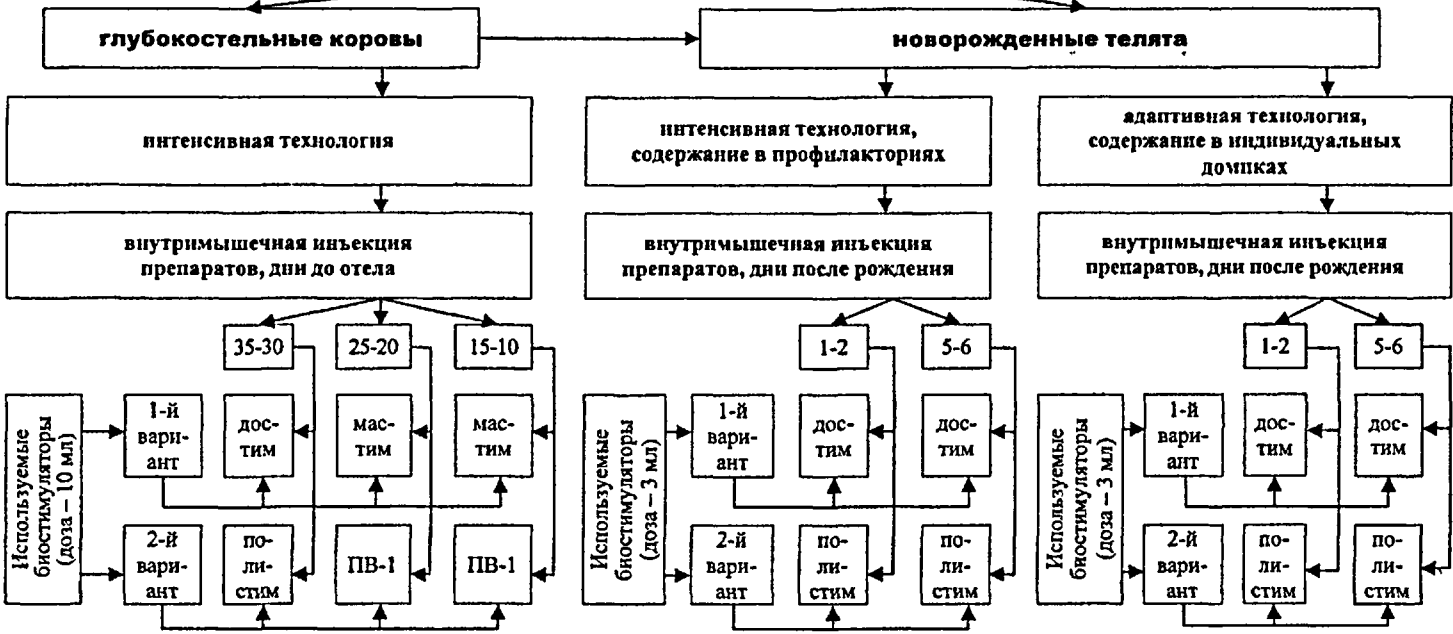 глубокостельные коровы
новорожденные телята
интенсивная технология
интенсивная технология,
содержание в профилакториях
адаптивная технология,
содержание в индивидуальных
домиках
внутримышечная инъекция
препаратов, дни до отела
внутримышечная инъекция
препаратов, дни после рождения
внутримышечная инъекция
препаратов, дни после рождения
35-30
25-20
15-10
1-2
5-6
1-2
5-6
Используемые
биостимуляторы
(доза – 10 мл)
1-й
вари-
ант
дос-
тим
мас-
тим
мас-
тим
2-й
вари-
ант
по-
ли-
стим
ПВ-1
ПВ-1
Используемые
биостимуляторы
(доза – 3 мл)
1-й
вари-
ант
дос-
тим
дос-
тим
2-й
вари-
ант
по-
ли-
стим
по-
ли-
стим
Используемые
биостимуляторы
(доза – 3 мл)
1-й
вари-
ант
дос-
тим
дос-
тим
2-й
вари-
ант
по-
ли-
стим
по-
ли-
стим